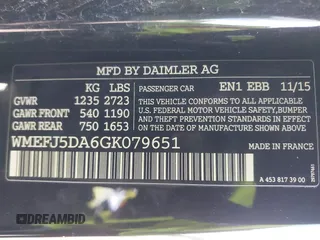 MFD BY DAIMLER AG
KG LBS
GVWR 1235 2723
GAWR FRONT 540 1190
GAWR REAR 750 1653
PASSENGER CAR EN1 EBB 11/15
THIS VEHICLE CONFORMS TO ALL APPLICABLE
U.S. FEDERAL MOTOR VEHICLE SAFETY,
BUMPER, AND THEFT PREVENTION STANDARDS
IN EFFECT ON THE DATE OF MANUFACTURE
SHOWN ABOVE.
WMEFJ5DA6GK079651
MADE IN FRANCE
A 453 817 39 00
DREAMBID